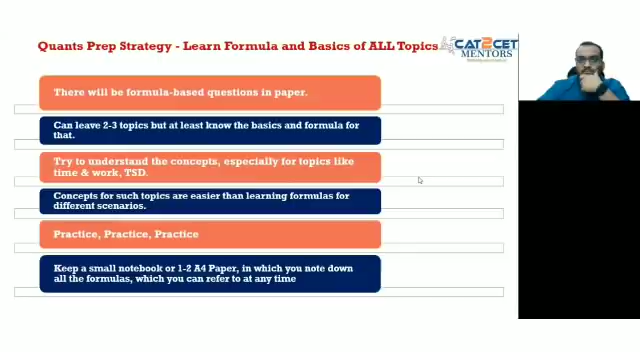 Quants Prep Strategy - Learn Formula and Basics of ALL Topics
CAT2CET
MENTORS
There will be formula-based questions in paper.
Can leave 2-3 topics but at least know the basics and formula for
that.
Try to understand the concepts, especially for topics like
time & work, TSD.
Concepts for such topics are easier than learning formulas for
different scenarios.
Practice, Practice, Practice
Keep a small notebook or 1-2 A4 Paper, in which you note down
all the formulas, which you can refer to at any time